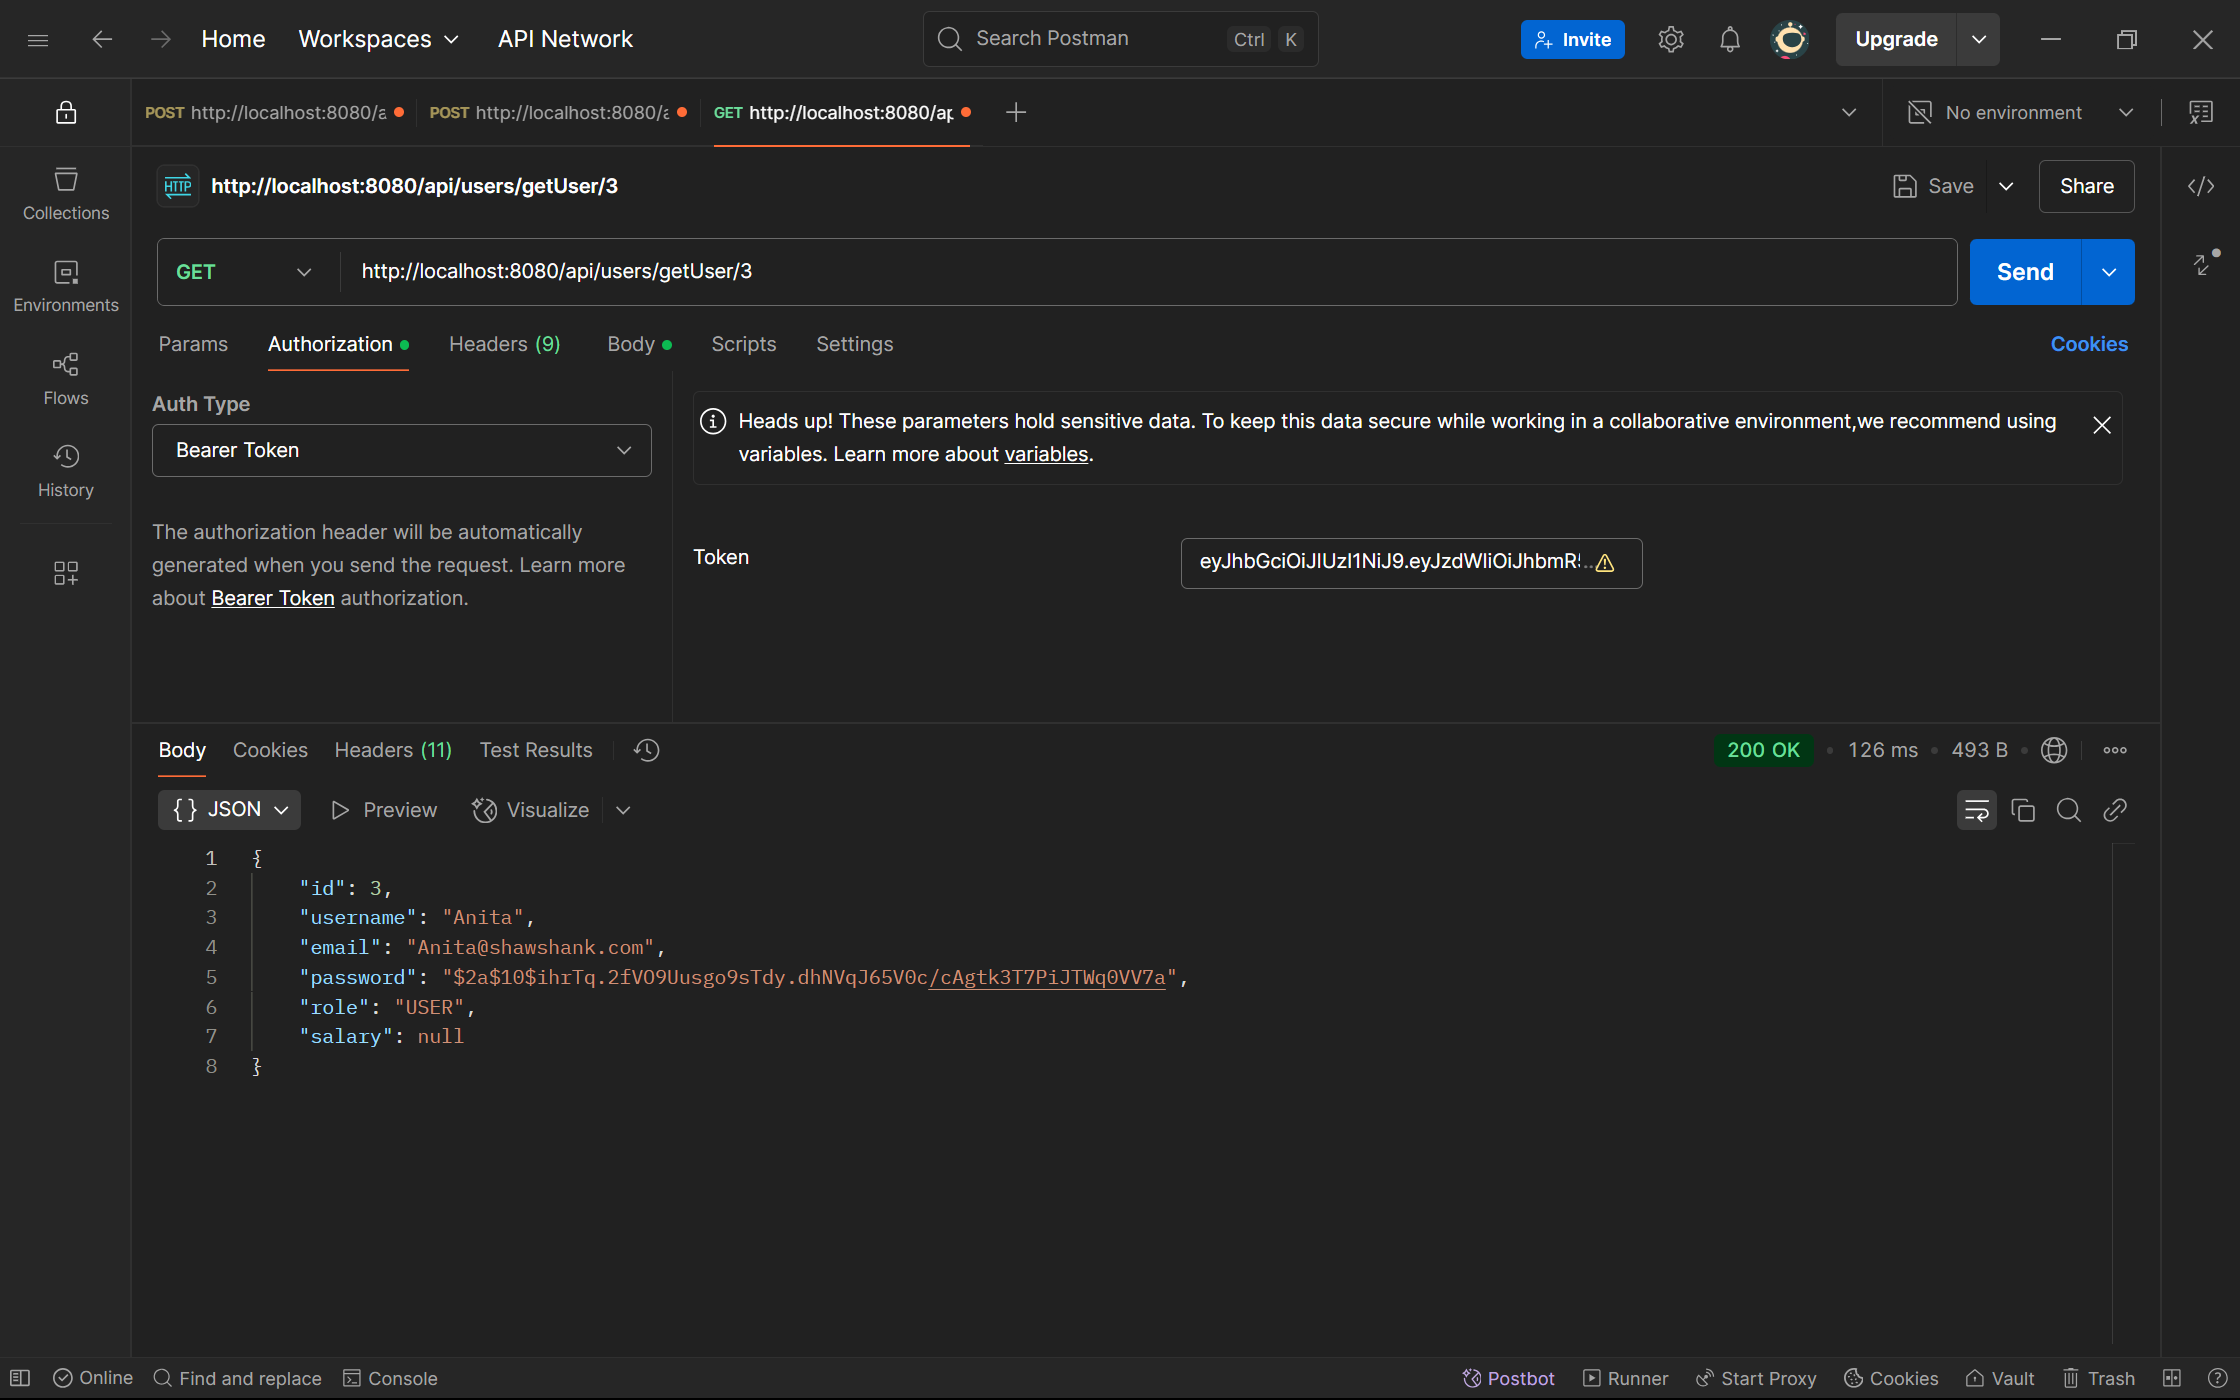 Home Workspaces API Network Search Postman Ctrl K Invite Upgrade
POST http://localhost:8080/a POST http://localhost:8080/a GET http://localhost:8080/ap No environment
HTTP http://localhost:8080/api/users/getUser/3 Save Share
GET http://localhost:8080/api/users/getUser/3 Send
Collections
Environments
Flows
History
Params Authorization Headers (9) Body Scripts Settings Cookies
Auth Type
Bearer Token
The authorization header will be automatically
generated when you send the request. Learn more
about Bearer Token authorization.
Heads up! These parameters hold sensitive data. To keep this data secure while working in a collaborative environment,we recommend using
variables. Learn more about variables.
Token eyJhbGciOiJIUzI1NiJ9.eyJzdWIiOiJhbmR5...
Body Cookies Headers (11) Test Results 200 OK • 126 ms • 493 B •
{} JSON Preview Visualize
1 {
2 "id": 3,
3 "username": "Anita",
4 "email": "Anita@shawshank.com",
5 "password": "$2a$10$ihrTq.2fVO9Uusgo9sTdy.dhNVqJ65V0c/cAgtk3T7PiJTWq0VV7a",
6 "role": "USER",
7 "salary": null
8 }
Online Find and replace Console Postbot Runner Start Proxy Cookies Vault Trash